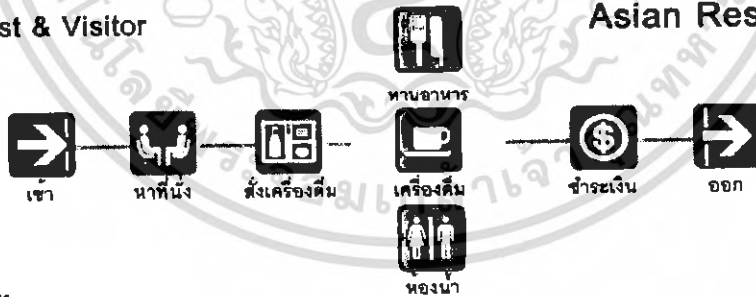 st & Visitor
Asian Res
ทานอาหาร
เข้า
หาที่นั่ง
สั่งเครื่องดื่ม
เครื่องดื่ม
ชำระเงิน
ออก
ห้องน้ำ